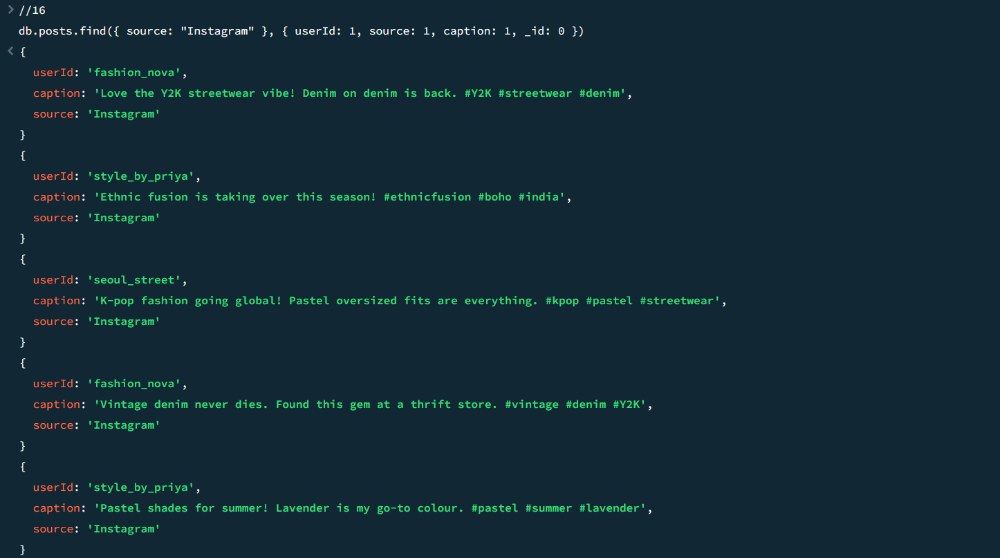 //16
db.posts.find({ source: "Instagram" }, { userId: 1, source: 1, caption: 1, _id: 0 })
{
  userId: 'fashion_nova',
  caption: 'Love the Y2K streetwear vibe! Denim on denim is back. #Y2K #streetwear #denim',
  source: 'Instagram'
}
{
  userId: 'style_by_priya',
  caption: 'Ethnic fusion is taking over this season! #ethnicfusion #boho #india',
  source: 'Instagram'
}
{
  userId: 'seoul_street',
  caption: 'K-pop fashion going global! Pastel oversized fits are everything. #kpop #pastel #streetwear',
  source: 'Instagram'
}
{
  userId: 'fashion_nova',
  caption: 'Vintage denim never dies. Found this gem at a thrift store. #vintage #denim #Y2K',
  source: 'Instagram'
}
{
  userId: 'style_by_priya',
  caption: 'Pastel shades for summer! Lavender is my go-to colour. #pastel #summer #lavender',
  source: 'Instagram'
}